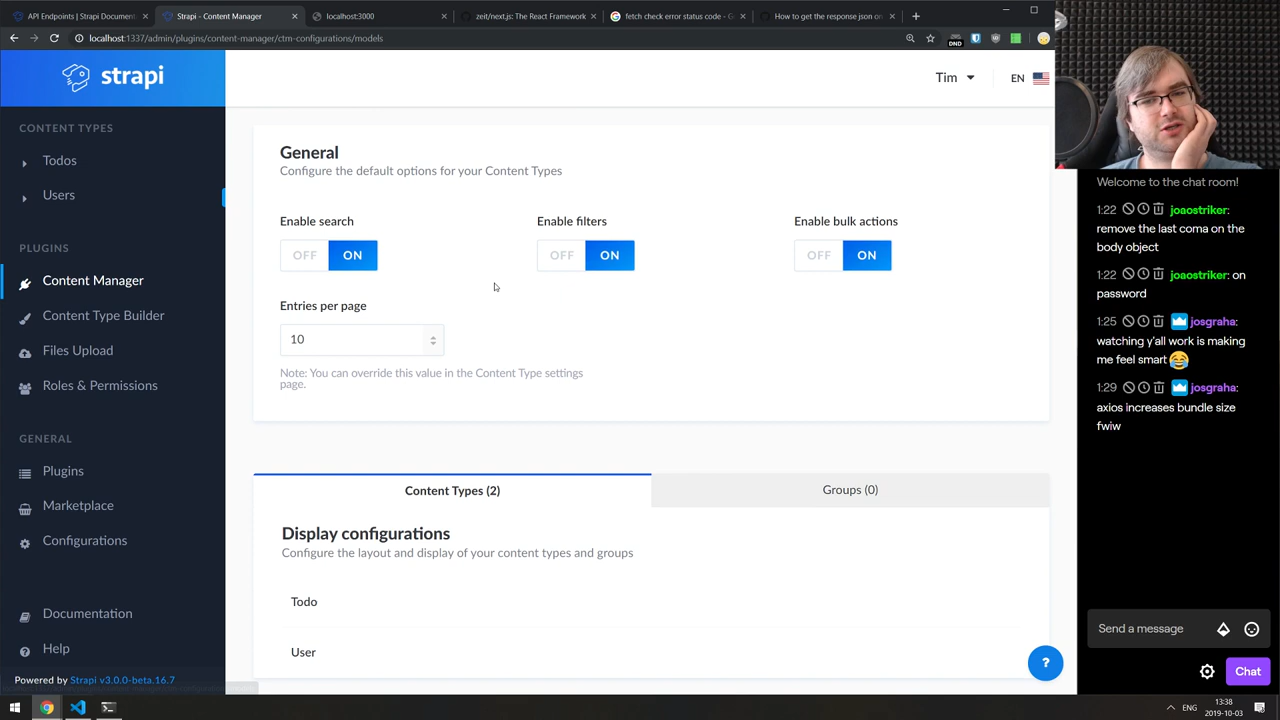 API Endpoints | Strapi Documen
Strapi - Content Manager
localhost:3000
zeit/next.js: The React Framework
fetch check error status code - G
How to get the response json on
localhost:1337/admin/plugins/content-manager/ctm-configurations/models
DND
strapi
Tim
EN
CONTENT TYPES
Todos
Users
PLUGINS
Content Manager
Content Type Builder
Files Upload
Roles & Permissions
GENERAL
Plugins
Marketplace
Configurations
Documentation
Help
Powered by Strapi v3.0.0-beta.16.7
General
Configure the default options for your Content Types
Enable search
Enable filters
Enable bulk actions
OFF ON
OFF ON
OFF ON
Entries per page
10
Note: You can override this value in the Content Type settings
page.
Content Types (2)
Groups (0)
Display configurations
Configure the layout and display of your content types and groups
Todo
User
?
Welcome to the chat room!
1:22 joaostriker:
remove the last coma on the
body object
1:22 joaostriker: on
password
1:25 josgraha:
watching y'all work is making
me feel smart 😂
1:29 josgraha:
axios increases bundle size
fwiw
Send a message
Chat
ENG
13:38
2019-10-03